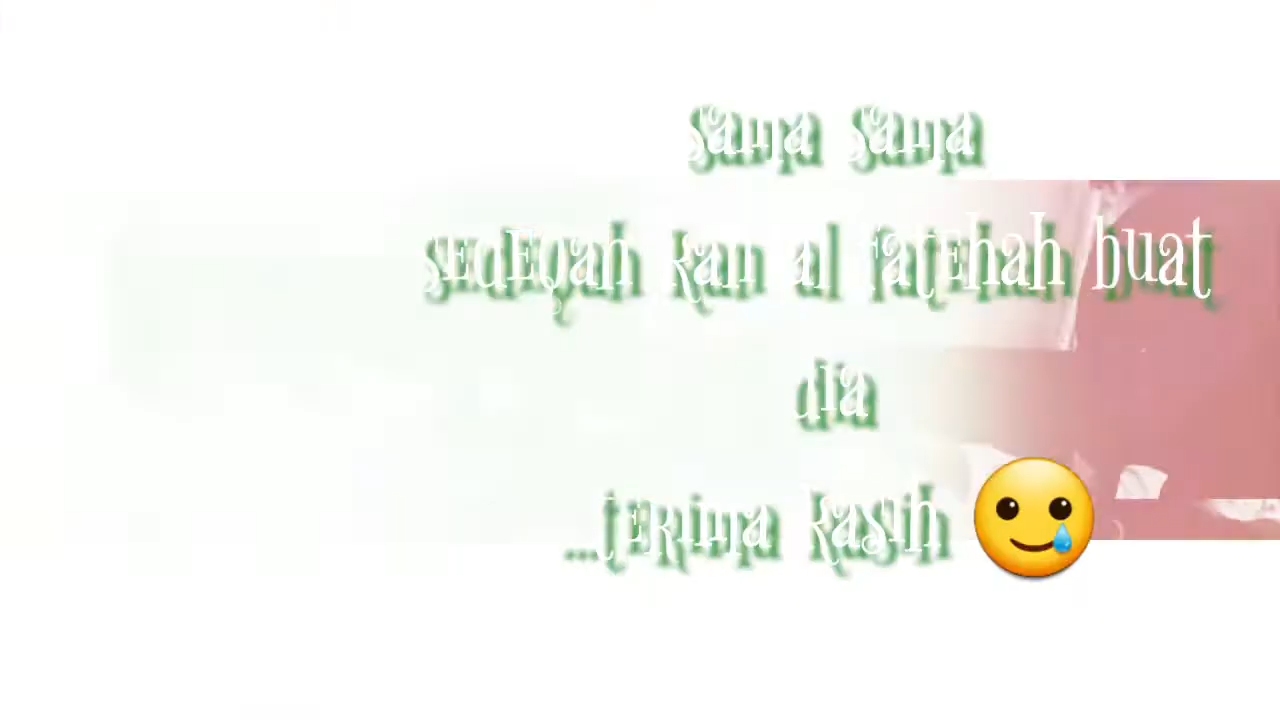 sama sama
sedeqah kan al fatehah buat
dia
...terima kasih 🥲